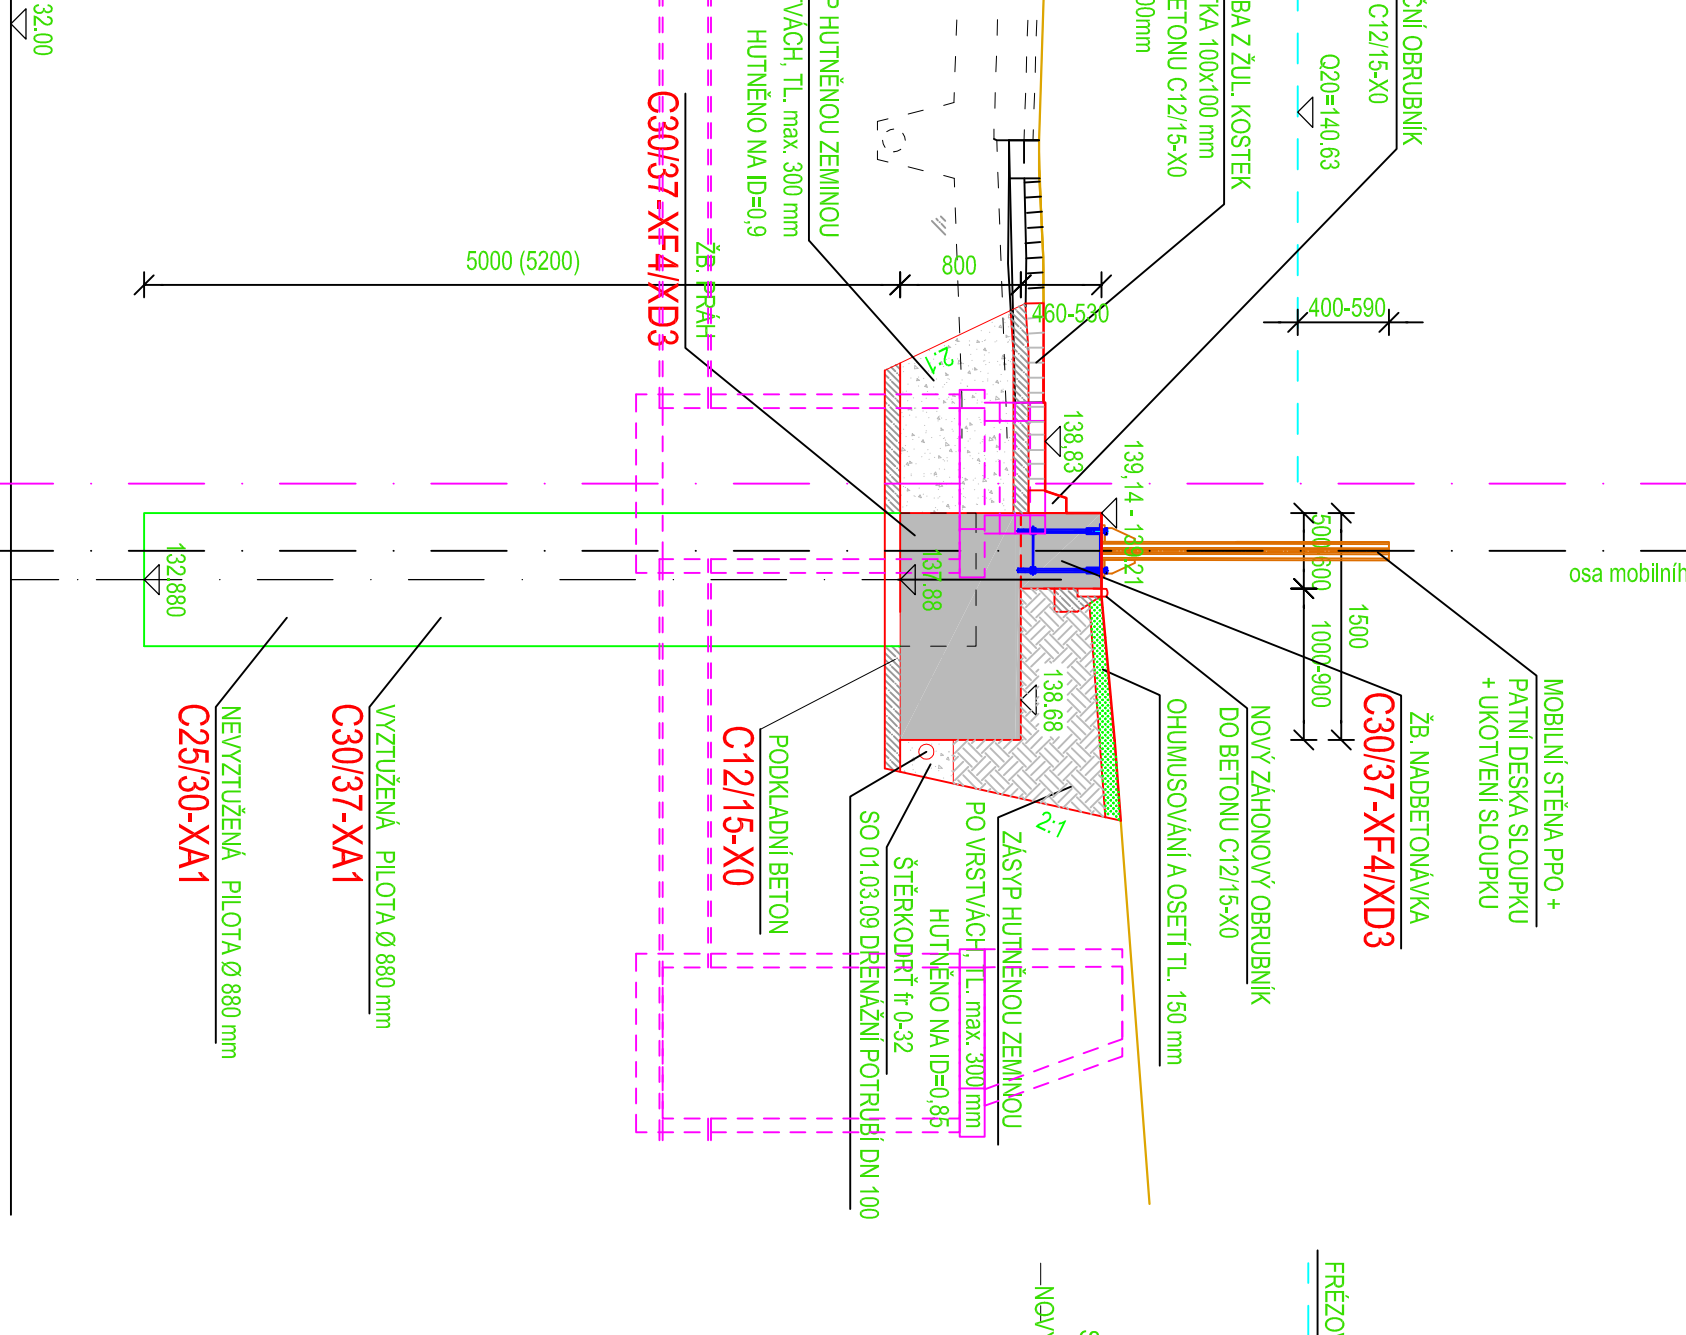 ČNÍ OBRUBNÍK
C12/15-X0
Q20=140.63
BA Z ŽUL. KOSTEK
TKA 100x100 mm
ETONU C12/15-X0
00mm
P HUTNĚNOU ZEMINOU
TVÁCH, TL. max. 300 mm
HUTNĚNO NA ID=0,9
ŽB. PRÁH
C30/37-XF4/XD3
32.00
5000 (5200)
800
460-530
400-590
2:1
138,83
139,14 - 139,21
137.88
138.68
132.880
500-600
1000-900
1500
osa mobilníh
MOBILNÍ STĚNA PPO +
PATNÍ DESKA SLOUPKU
+ UKOTVENÍ SLOUPKU
ŽB. NADBETONÁVKA
C30/37-XF4/XD3
NOVÝ ZÁHONOVÝ OBRUBNÍK
DO BETONU C12/15-X0
OHUMUSOVÁNÍ A OSETÍ TL. 150 mm
2:1
ZÁSYP HUTNĚNOU ZEMINOU
PO VRSTVÁCH, TL. max. 300 mm
HUTNĚNO NA ID=0,85
ŠTĚRKODRŤ fr 0-32
SO 01.03.09 DRENÁŽNÍ POTRUBÍ DN 100
PODKLADNÍ BETON
C12/15-X0
VYZTUŽENÁ PILOTA Ø 880 mm
C30/37-XA1
NEVYZTUŽENÁ PILOTA Ø 880 mm
C25/30-XA1
FRÉZO
NOV